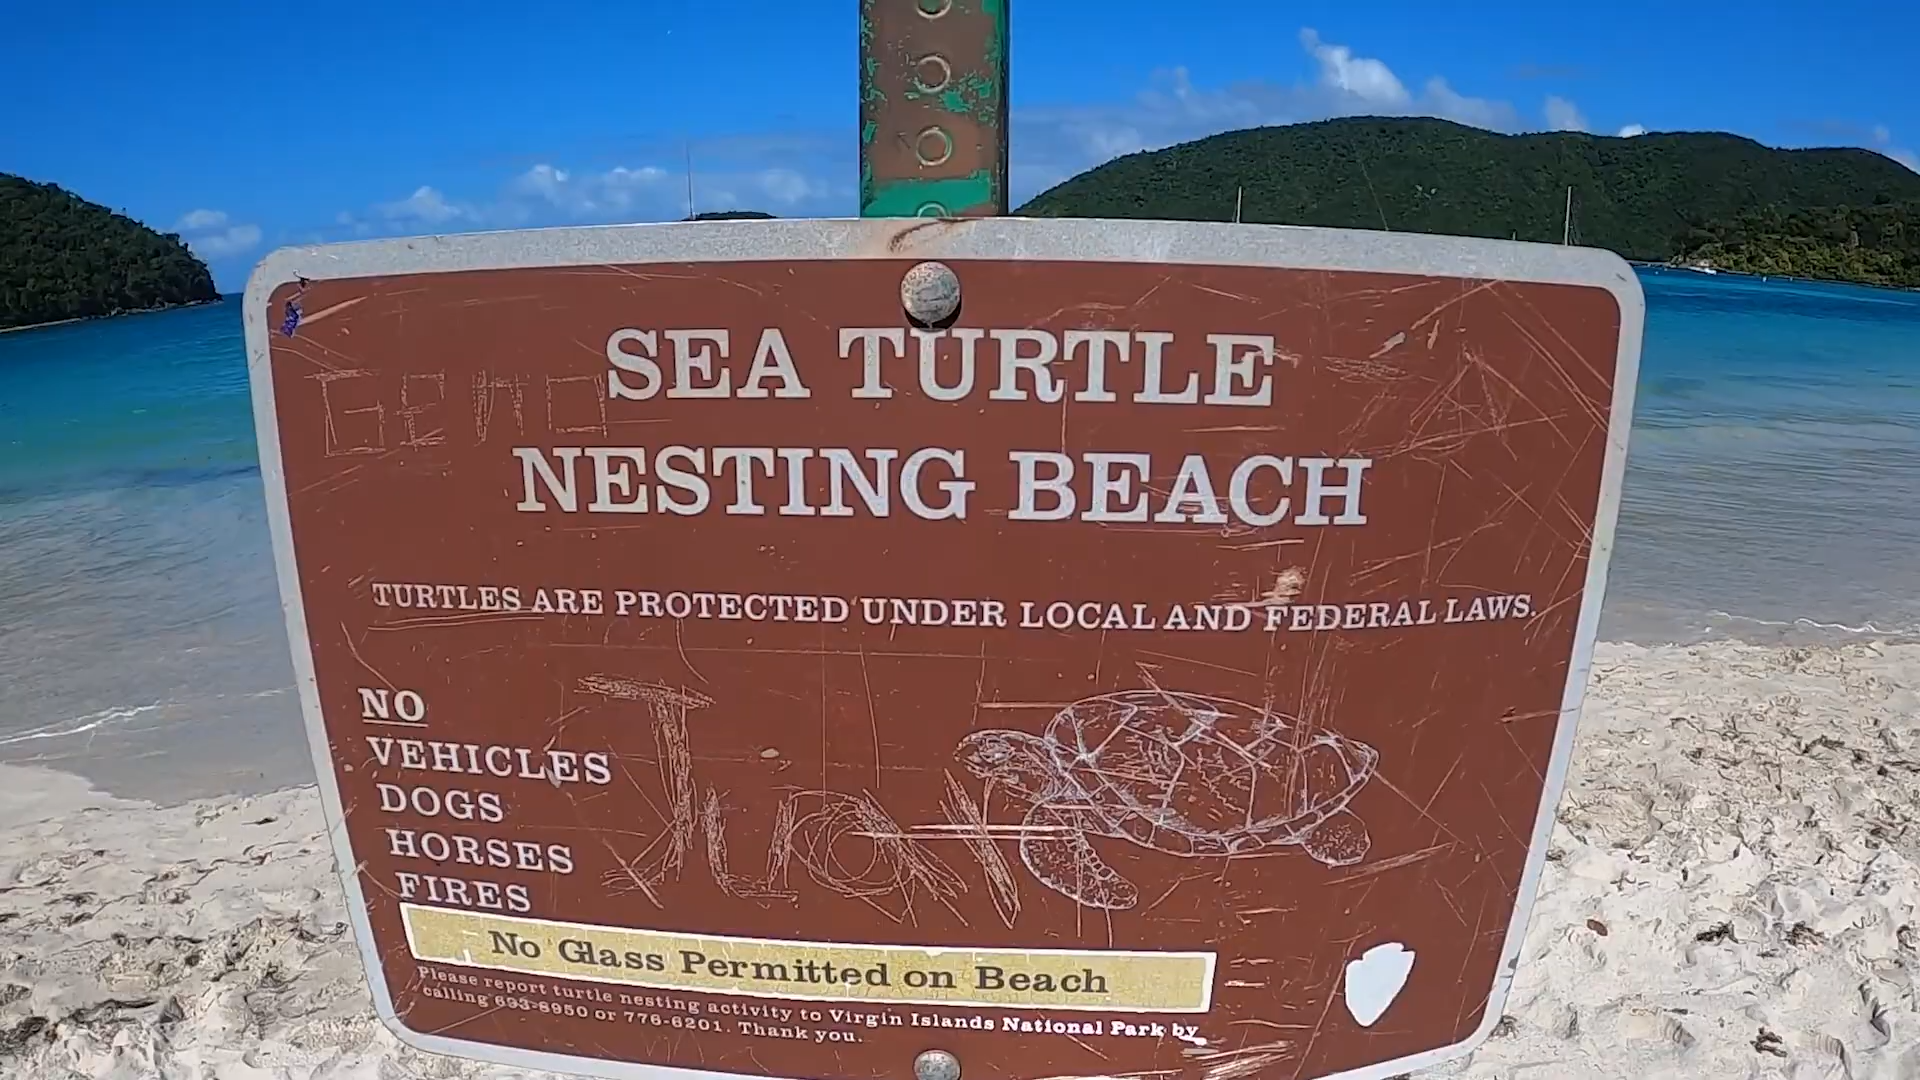 SEA TURTLE
NESTING BEACH
TURTLES ARE PROTECTED UNDER LOCAL AND FEDERAL LAWS.
NO
VEHICLES
DOGS
HORSES
FIRES
No Glass Permitted on Beach
Please report turtle nesting activity to Virgin Islands National Park by
calling 693-8950 or 776-6201. Thank you.